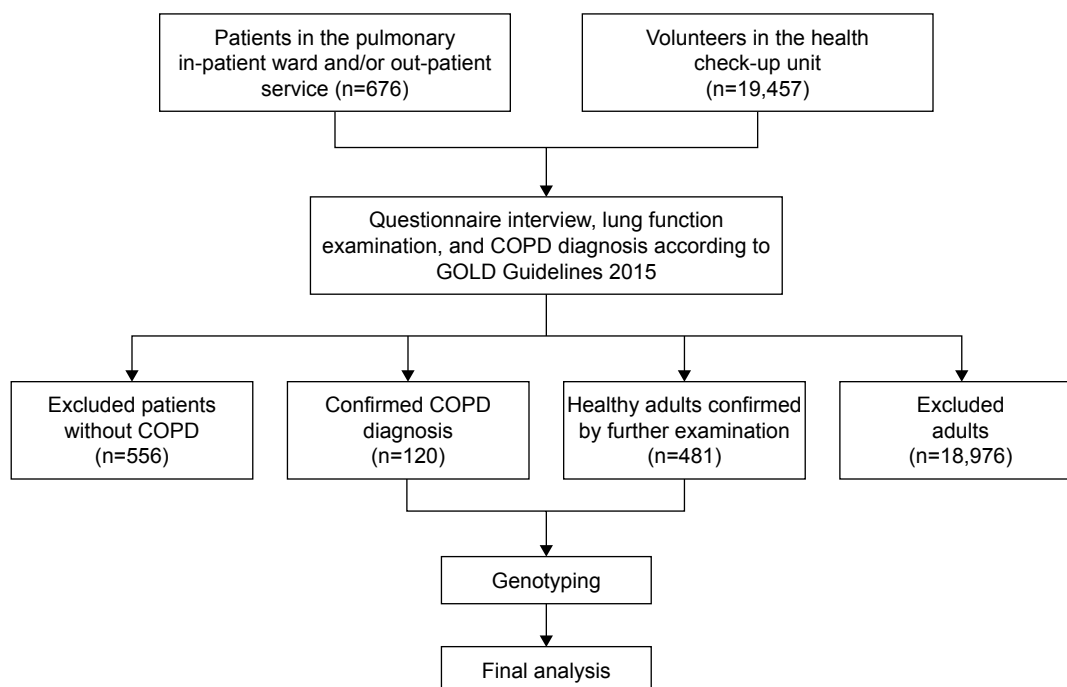 Patients in the pulmonary
in-patient ward and/or out-patient
service (n=676)
Volunteers in the health
check-up unit
(n=19,457)
Questionnaire interview, lung function
examination, and COPD diagnosis according to
GOLD Guidelines 2015
Excluded patients
without COPD
(n=556)
Confirmed COPD
diagnosis
(n=120)
Healthy adults confirmed
by further examination
(n=481)
Excluded
adults
(n=18,976)
Genotyping
Final analysis